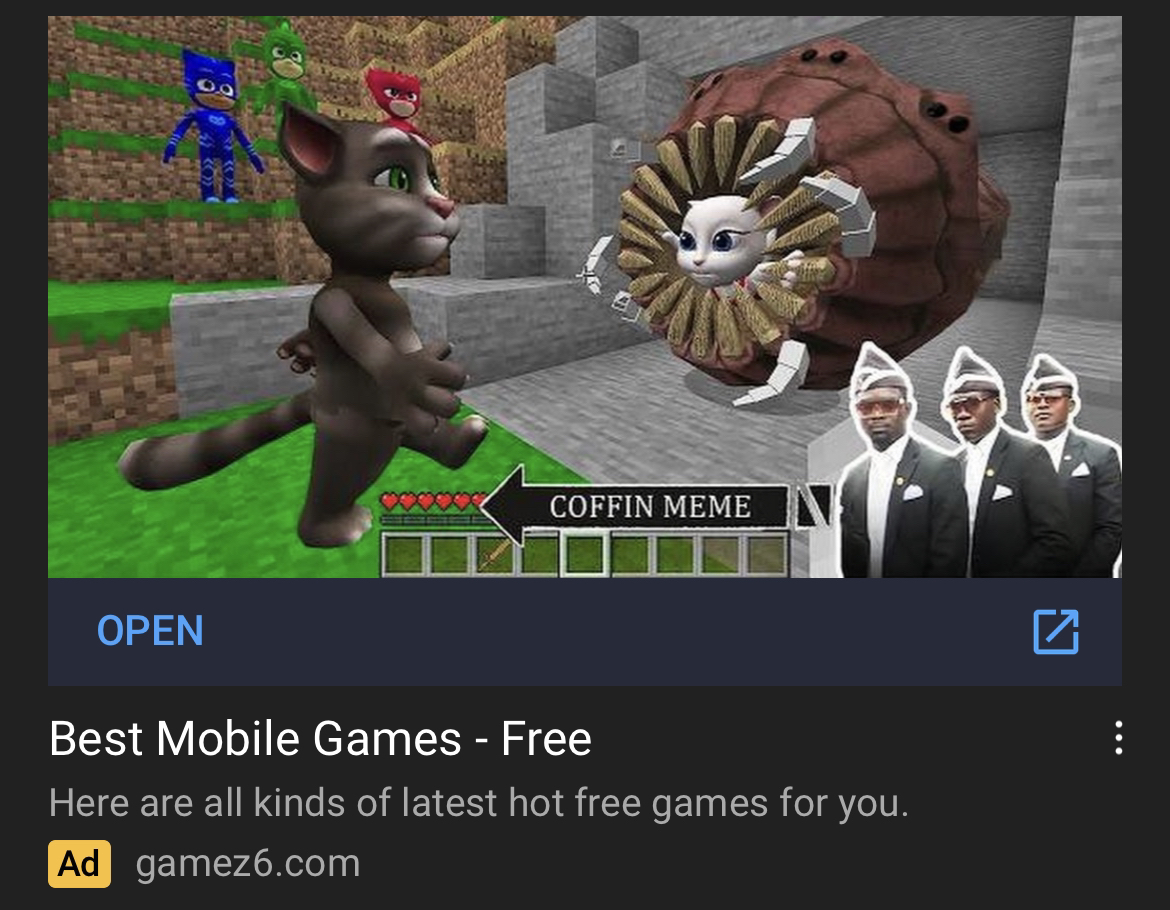 COFFIN MEME
OPEN
Best Mobile Games - Free
Here are all kinds of latest hot free games for you.
Ad gamez6.com